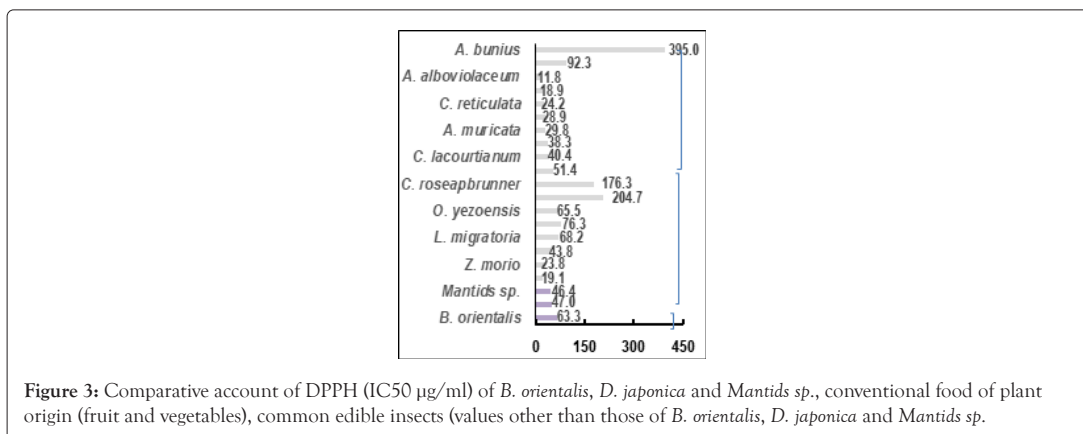 A. bunius 395.0
92.3
A. alboviolaceum 11.8
18.9
C. reticulata 24.2
28.9
A. muricata 29.8
38.3
C. lacourtianum 40.4
51.4
C. roseapbrunner 176.3
204.7
O. yezoensis 65.5
76.3
L. migratoria 68.2
43.8
Z. morio 23.8
19.1
Mantids sp. 46.4
47.0
B. orientalis 63.3
0 150 300 450
Figure 3: Comparative account of DPPH (IC50 µg/ml) of B. orientalis, D. japonica and Mantids sp., conventional food of plant
origin (fruit and vegetables), common edible insects (values other than those of B. orientalis, D. japonica and Mantids sp.